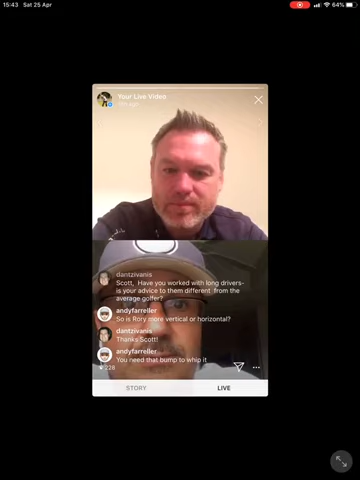 15:43 Sat 25 Apr 64%
Your Live Video
dantzivanis
Scott, Have you worked with long drivers-
is your advice to them different from the
average golfer?
andyfarreller
So is Rory more vertical or horizontal?
dantzivanis
Thanks Scott!
andyfarreller
You need that bump to whip it
228
STORY LIVE